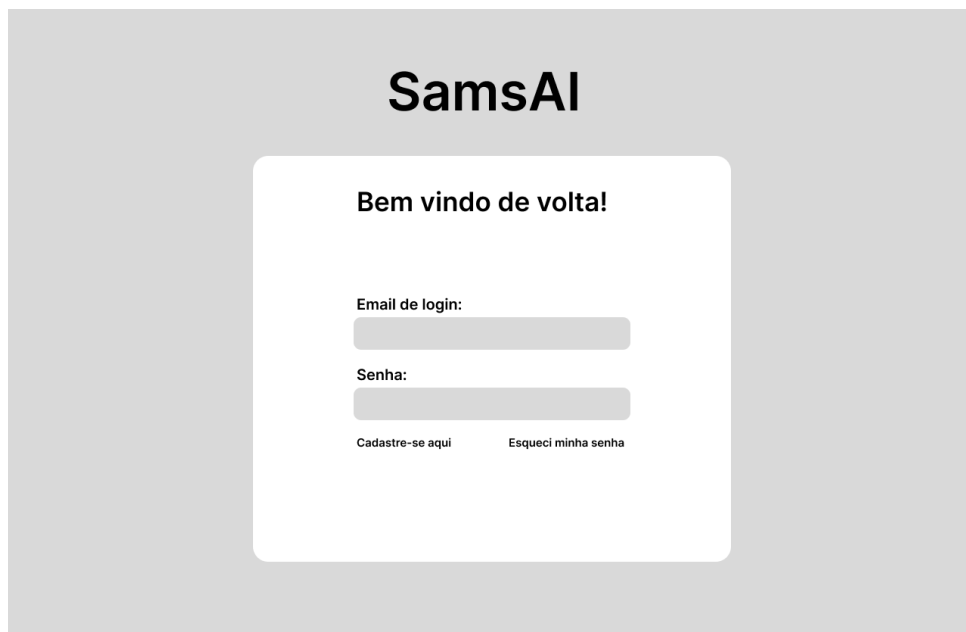 SamsAI
Bem vindo de volta!
Email de login:
Senha:
Cadastre-se aqui
Esqueci minha senha